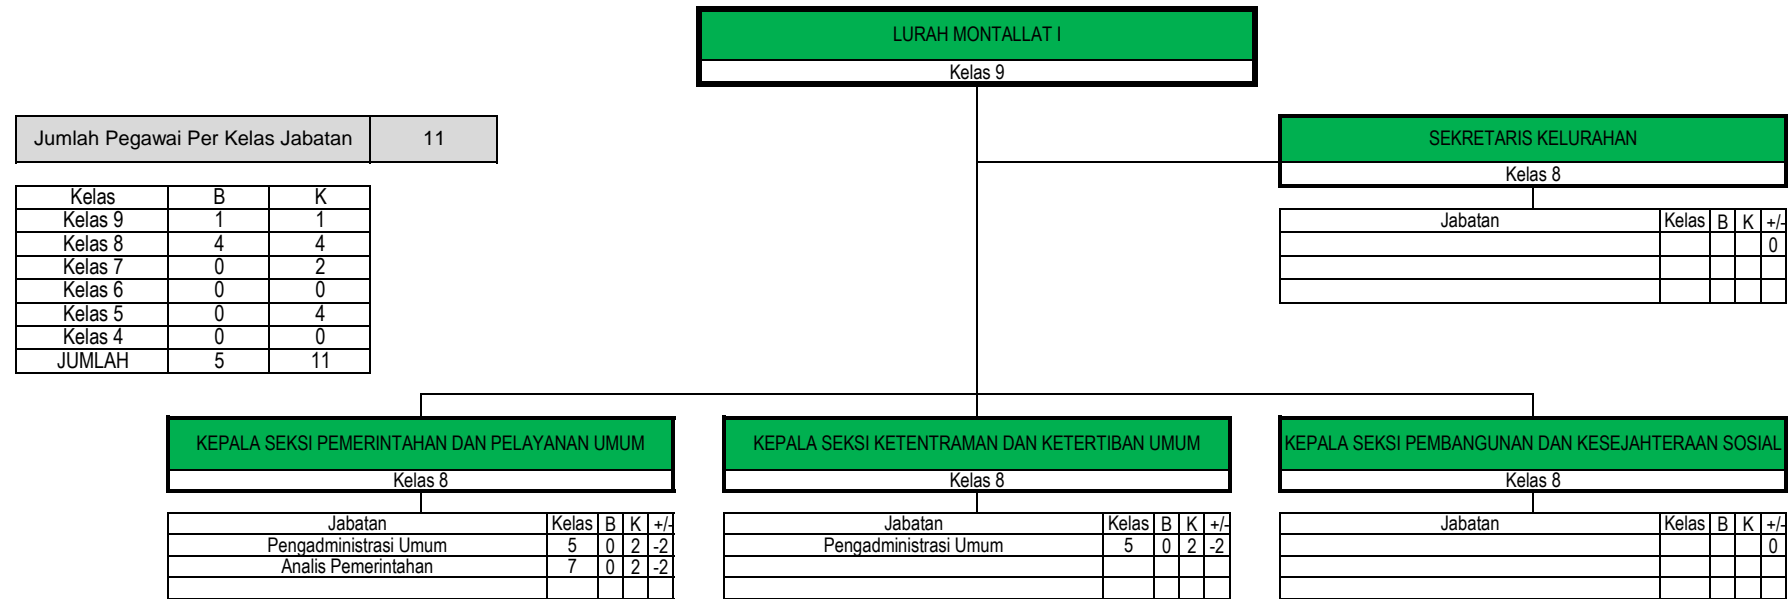 LURAH MONTALLAT I
Kelas 9
Jumlah Pegawai Per Kelas Jabatan 11
Kelas B K
Kelas 9 1 1
Kelas 8 4 4
Kelas 7 0 2
Kelas 6 0 0
Kelas 5 0 4
Kelas 4 0 0
JUMLAH 5 11
SEKRETARIS KELURAHAN
Kelas 8
Jabatan Kelas B K +/-
0
KEPALA SEKSI PEMERINTAHAN DAN PELAYANAN UMUM
Kelas 8
Jabatan Kelas B K +/-
Pengadministrasi Umum 5 0 2 -2
Analis Pemerintahan 7 0 2 -2
KEPALA SEKSI KETENTRAMAN DAN KETERTIBAN UMUM
Kelas 8
Jabatan Kelas B K +/-
Pengadministrasi Umum 5 0 2 -2
KEPALA SEKSI PEMBANGUNAN DAN KESEJAHTERAAN SOSIAL
Kelas 8
Jabatan Kelas B K +/-
0